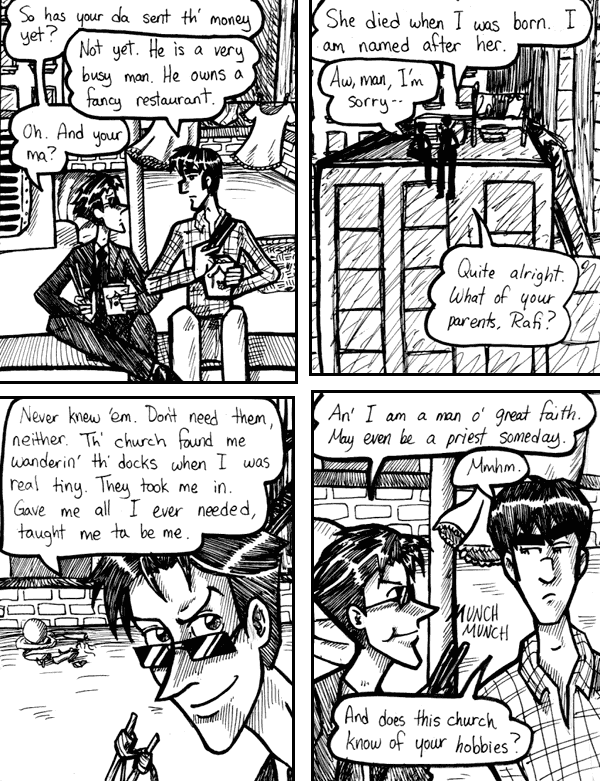 So has your da sent th' money
yet?
Not yet. He is a very
busy man. He owns a
fancy restaurant.
Oh. And your
ma?
She died when I was born. I
am named after her.
Aw, man, I'm
sorry--
Quite alright.
What of your
parents, Rafi?
Never knew 'em. Don't need them,
neither. Th' church found me
wanderin' th' docks when I was
real tiny. They took me in.
Gave me all I ever needed,
taught me ta be me.
An' I am a man o' great faith.
May even be a priest someday.
Mmhm.
MUNCH
MUNCH
And does this church
know of your hobbies?